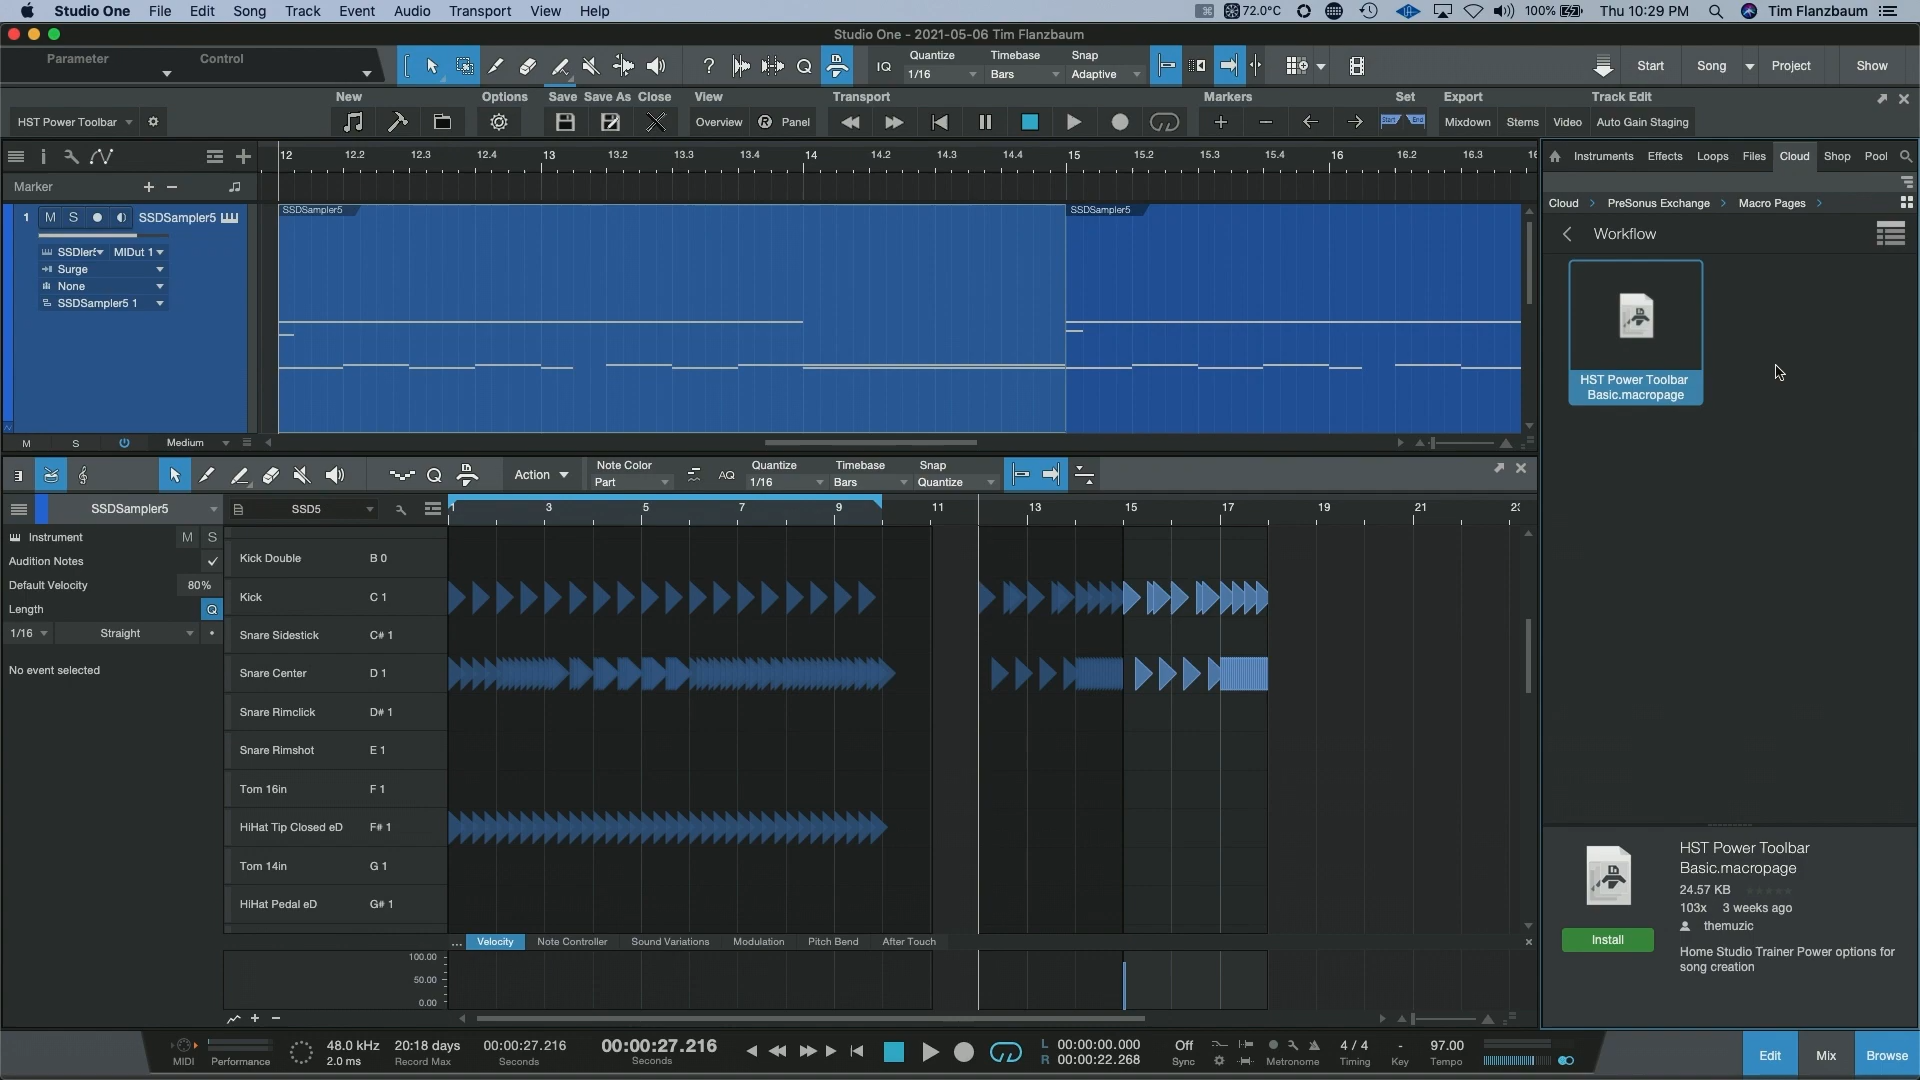 Studio One File Edit Song Track Event Audio Transport View Help 72.0°C 100% Thu 10:29 PM Tim Flanzbaum
Studio One - 2021-05-06 Tim Flanzbaum
Parameter Control
? Q IQ Quantize 1/16 Timebase Bars Snap Adaptive Start Song Project Show
New Options Save Save As Close View Transport Markers Set Export Track Edit
HST Power Toolbar Overview R Panel Start End Mixdown Stems Video Auto Gain Staging
12 12.2 12.3 12.4 13 13.2 13.3 13.4 14 14.2 14.3 14.4 15 15.2 15.3 15.4 16 16.2 16.3
Instruments Effects Loops Files Cloud Shop Pool
Marker
Cloud > PreSonus Exchange > Macro Pages >
1 M S SSDSampler5
SSDSampler5 SSDSampler5
Workflow
MIDut 1
Surge
None
SSDSampler5 1
HST Power Toolbar
Basic.macropage
M S Medium
Action Note Color Part AQ Quantize 1/16 Timebase Bars Snap Quantize
SSDSampler5 SSD5 1 3 5 7 9 11 13 15 17 19 21
Instrument M S
Audition Notes
Default Velocity 80%
Length Q
1/16 Straight
No event selected
Kick Double B 0
Kick C 1
Snare Sidestick C# 1
Snare Center D 1
Snare Rimclick D# 1
Snare Rimshot E 1
Tom 16in F 1
HiHat Tip Closed eD F# 1
Tom 14in G 1
HiHat Pedal eD G# 1
... Velocity Note Controller Sound Variations Modulation Pitch Bend After Touch
100.00
50.00
0.00
HST Power Toolbar
Basic.macropage
24.57 KB
103x 3 weeks ago
themuzic
Install
Home Studio Trainer Power options for
song creation
MIDI Performance 48.0 kHz 2.0 ms 20:18 days Record Max 00:00:27.216 Seconds 00:00:27.216 Seconds
L 00:00:00.000
R 00:00:22.268
Off Sync Metronome 4 / 4 Timing - Key 97.00 Tempo
Edit Mix Browse